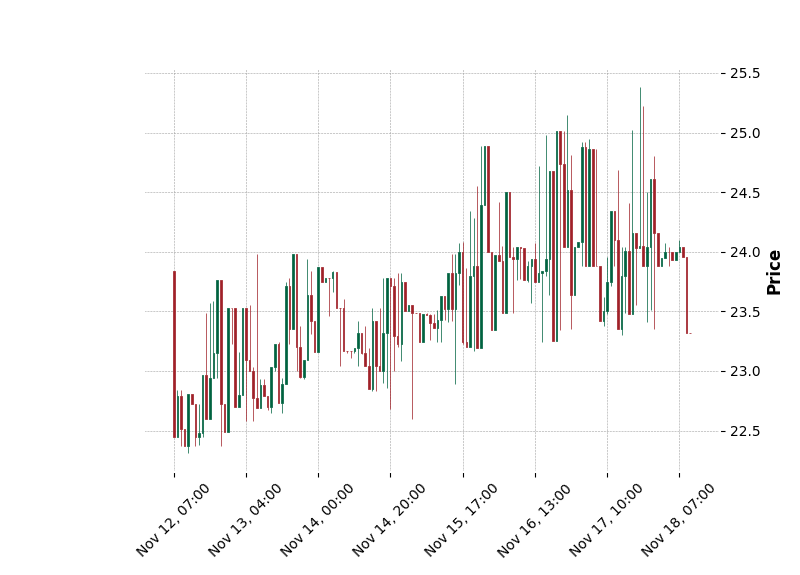 25.5
25.0
24.5
24.0
23.5
23.0
22.5
Price
Nov 12, 07:00
Nov 13, 04:00
Nov 14, 00:00
Nov 14, 20:00
Nov 15, 17:00
Nov 16, 13:00
Nov 17, 10:00
Nov 18, 07:00